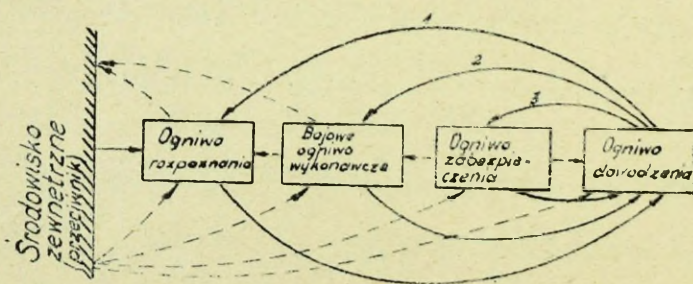 Środowisko
zewnętrzne
(przeciwnik)
1
2
3
Ogniwo
rozpoznania
Bojowe
ogniwo
wykonawcze
Ogniwo
zabezpie-
czenia
Ogniwo
dowodzenia